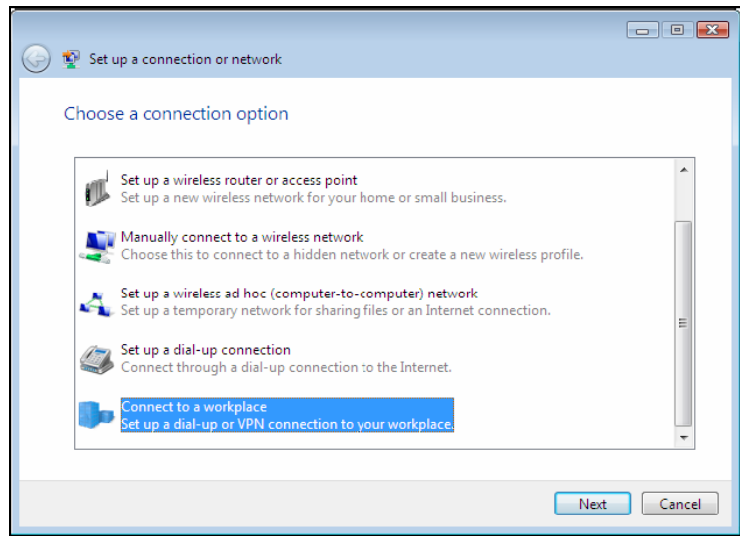 Set up a connection or network
Choose a connection option
Set up a wireless router or access point
Set up a new wireless network for your home or small business.
Manually connect to a wireless network
Choose this to connect to a hidden network or create a new wireless profile.
Set up a wireless ad hoc (computer-to-computer) network
Set up a temporary network for sharing files or an Internet connection.
Set up a dial-up connection
Connect through a dial-up connection to the Internet.
Connect to a workplace
Set up a dial-up or VPN connection to your workplace.
Next Cancel